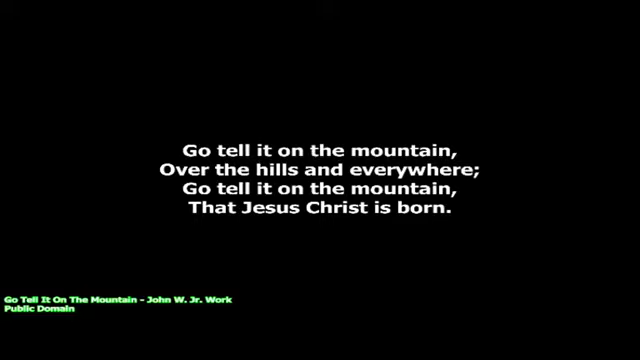 Go tell it on the mountain,
Over the hills and everywhere;
Go tell it on the mountain,
That Jesus Christ is born.
Go Tell It On The Mountain - John W. Jr. Work
Public Domain